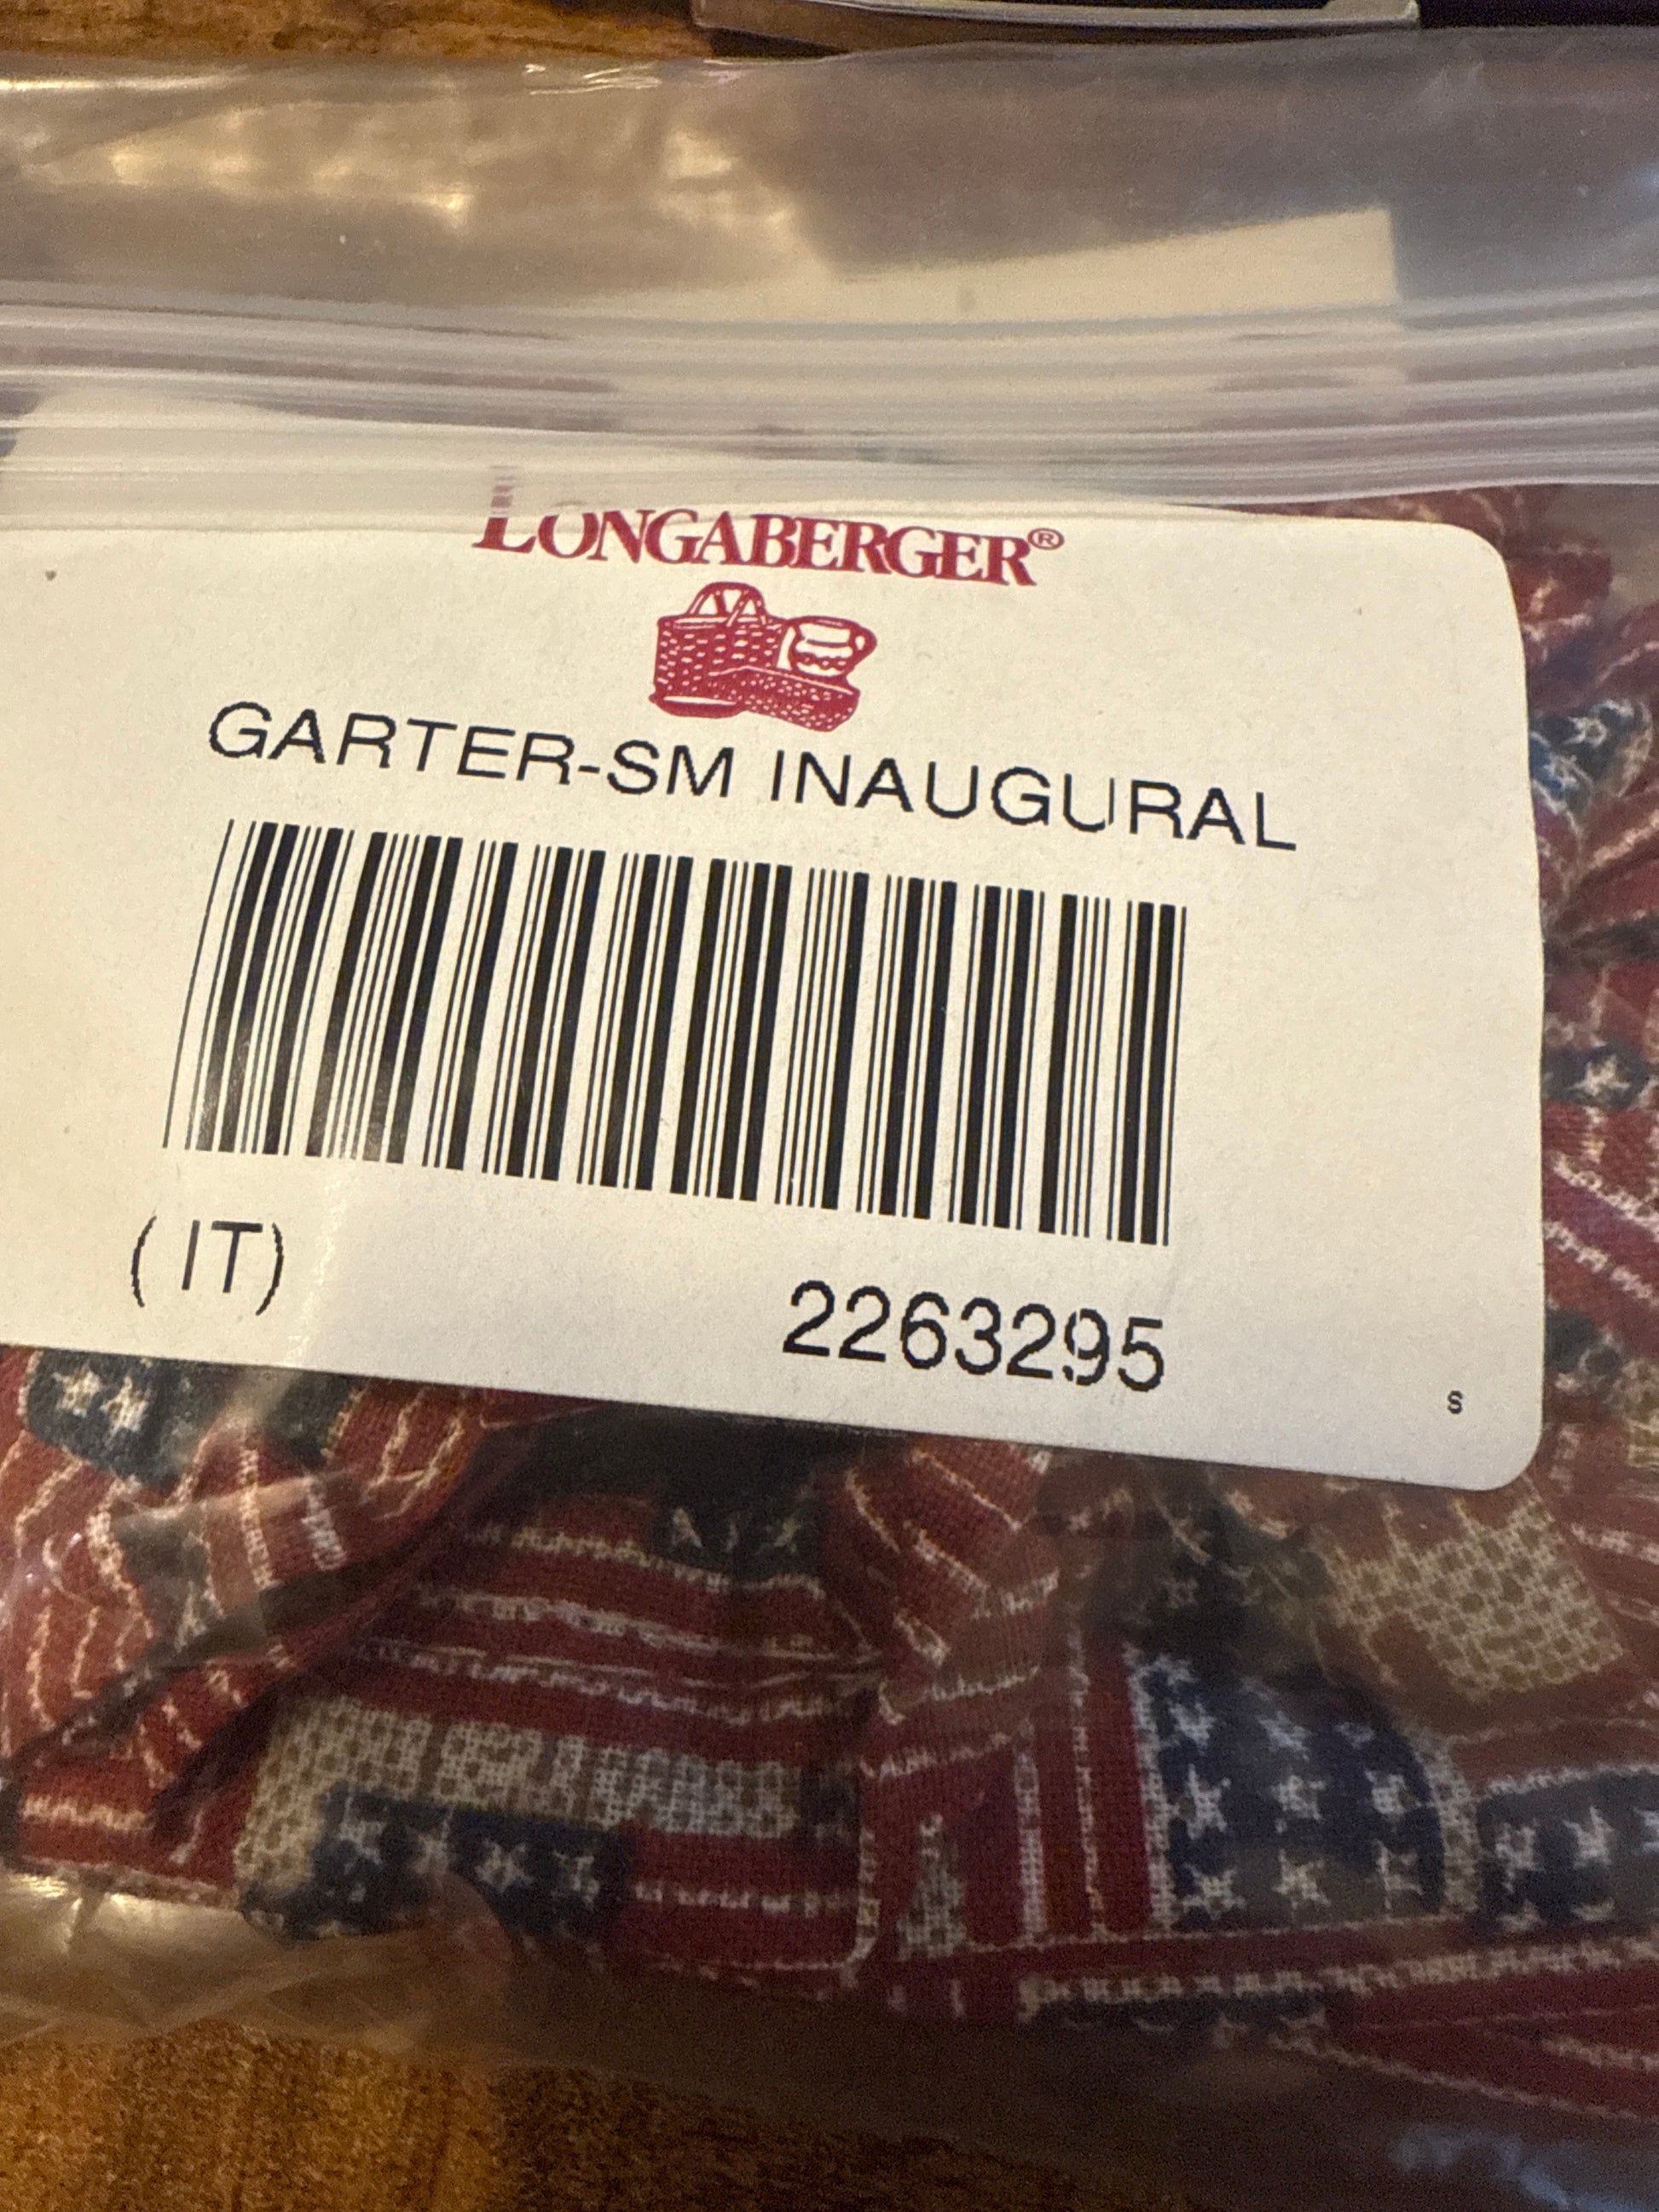 LONGABERGER®
GARTER-SM INAUGURAL
( IT)
2263295
S